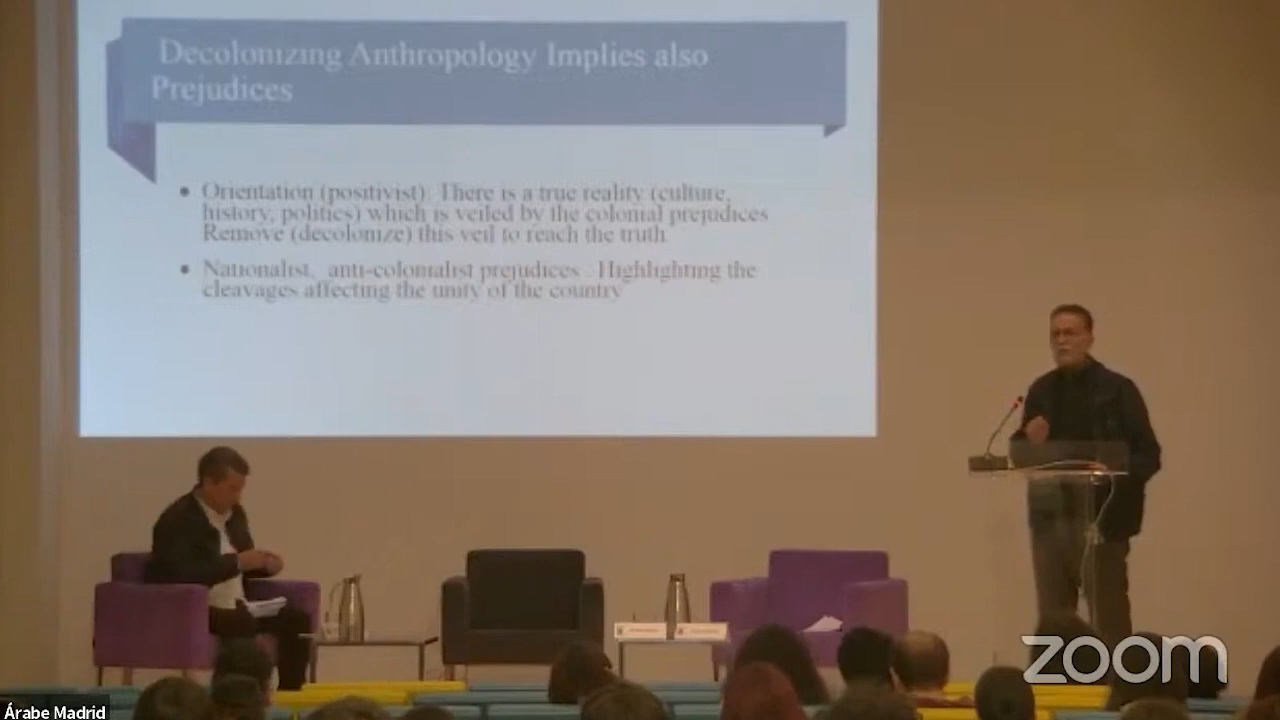 Decolonizing Anthropology Implies also
Prejudices
• Orientation (positivist): There is a true reality (culture,
history, politics) which is veiled by the colonial prejudices
Remove (decolonize) this veil to reach the truth
• Nationalist, anti-colonialist prejudices : Highlighting the
cleavages affecting the unity of the country
zoom
Árabe Madrid